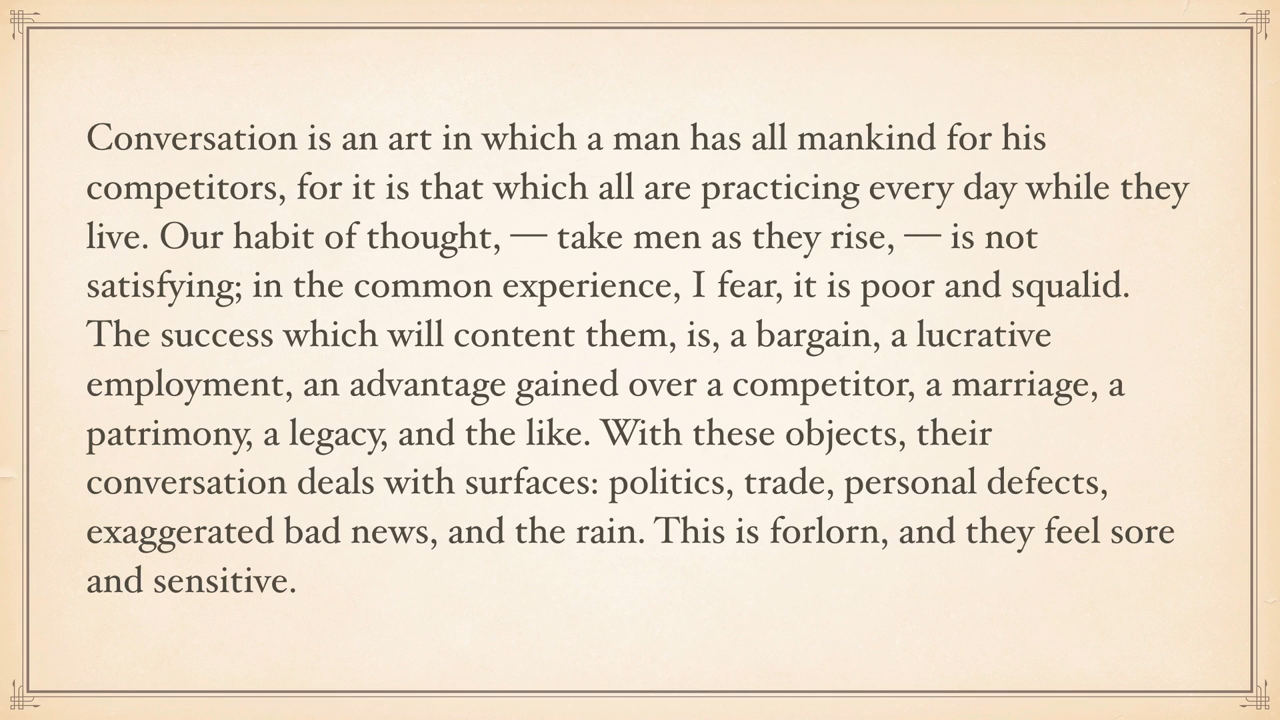 Conversation is an art in which a man has all mankind for his
competitors, for it is that which all are practicing every day while they
live. Our habit of thought, — take men as they rise, — is not
satisfying; in the common experience, I fear, it is poor and squalid.
The success which will content them, is, a bargain, a lucrative
employment, an advantage gained over a competitor, a marriage, a
patrimony, a legacy, and the like. With these objects, their
conversation deals with surfaces: politics, trade, personal defects,
exaggerated bad news, and the rain. This is forlorn, and they feel sore
and sensitive.